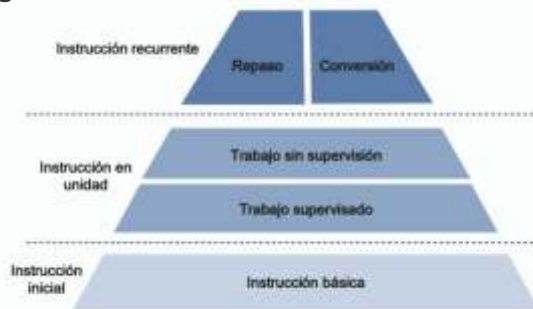 Instrucción recurrente
Repaso
Conversión
Instrucción en
unidad
Trabajo sin supervisión
Trabajo supervisado
Instrucción
inicial
Instrucción básica